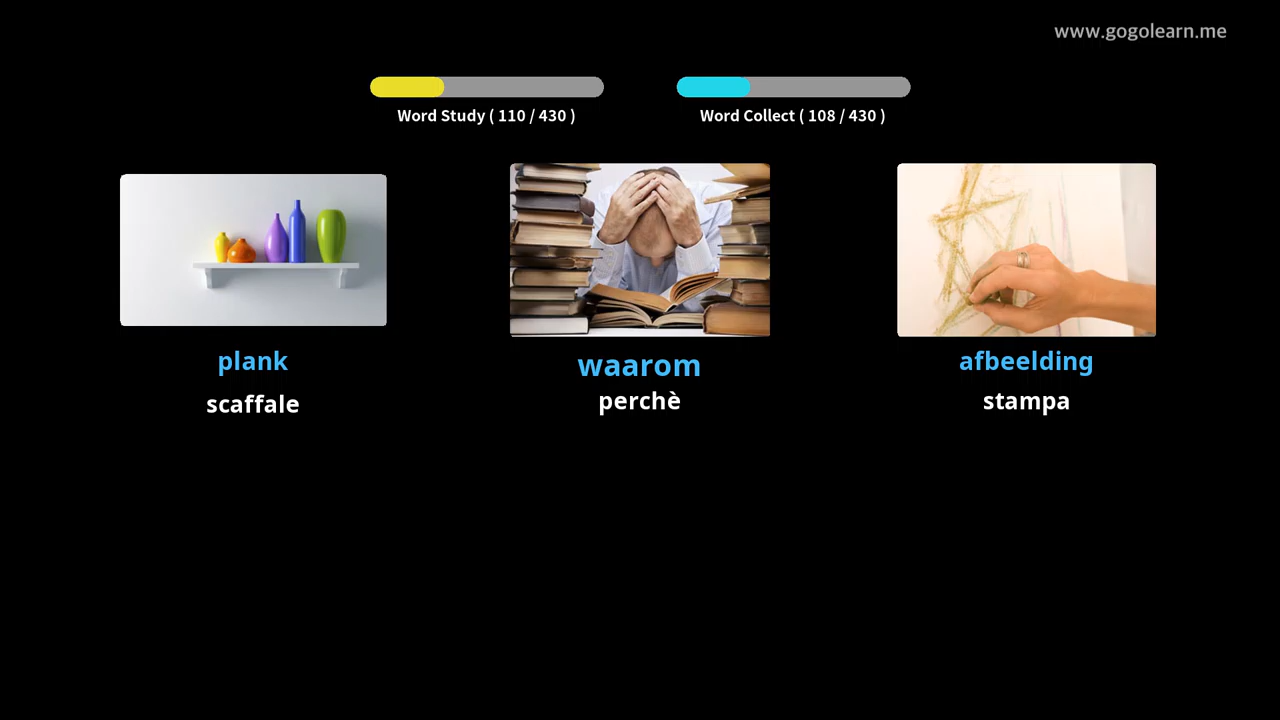 www.gogolearn.me
Word Study ( 110 / 430 )
Word Collect ( 108 / 430 )
plank
waarom
afbeelding
scaffale
perchè
stampa